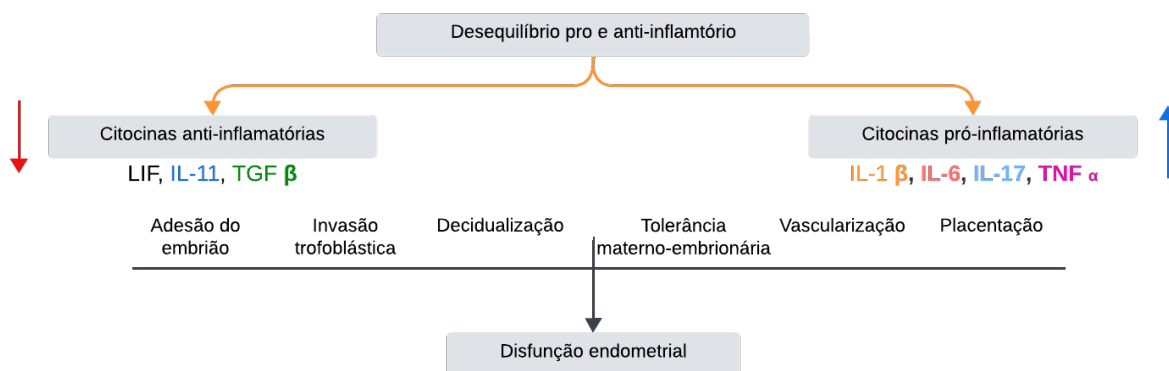 Desequilíbrio pro e anti-inflamtório
Citocinas anti-inflamatórias
Citocinas pró-inflamatórias
LIF, IL-11, TGF β
IL-1 β, IL-6, IL-17, TNF α
Adesão do
embrião
Invasão
trofoblástica
Decidualização
Tolerância
materno-embrionária
Vascularização
Placentação
Disfunção endometrial